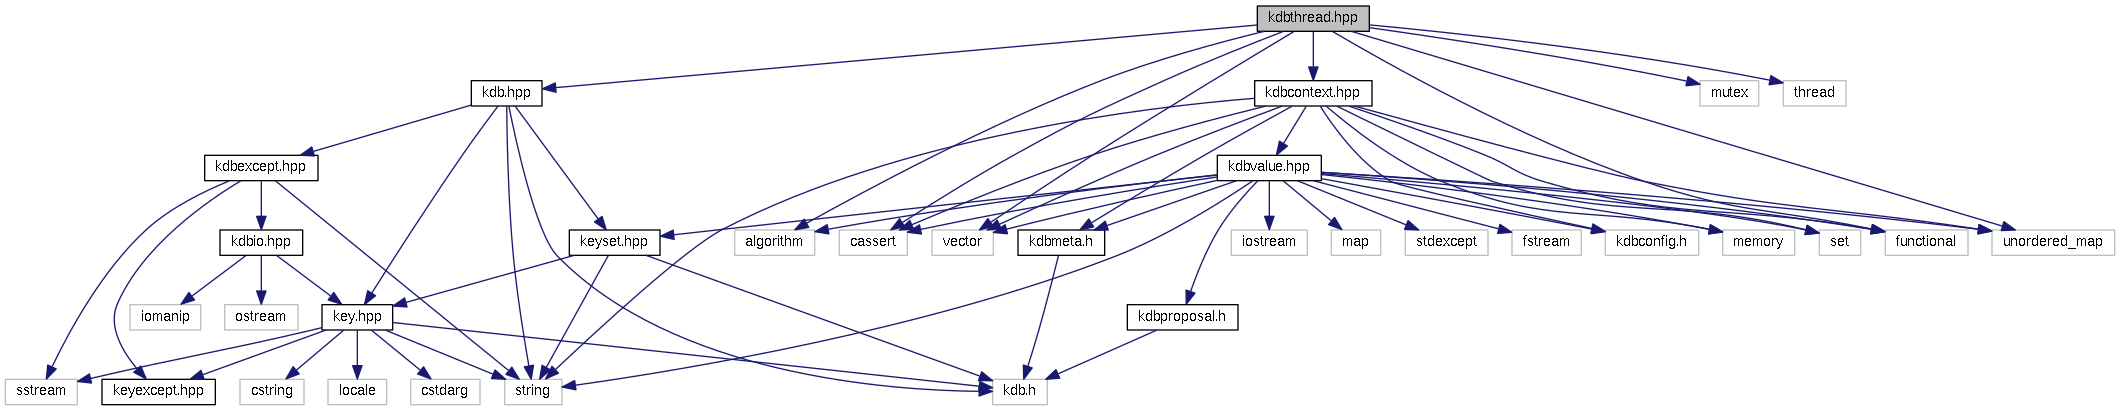 kdbthread.hpp
kdb.hpp
kdbcontext.hpp
mutex
thread
kdbexcept.hpp
kdbvalue.hpp
kdbio.hpp
keyset.hpp
algorithm
cassert
vector
kdbmeta.h
iostream
map
stdexcept
fstream
kdbconfig.h
memory
set
functional
unordered_map
iomanip
ostream
key.hpp
kdbproposal.h
sstream
keyexcept.hpp
cstring
locale
cstdarg
string
kdb.h